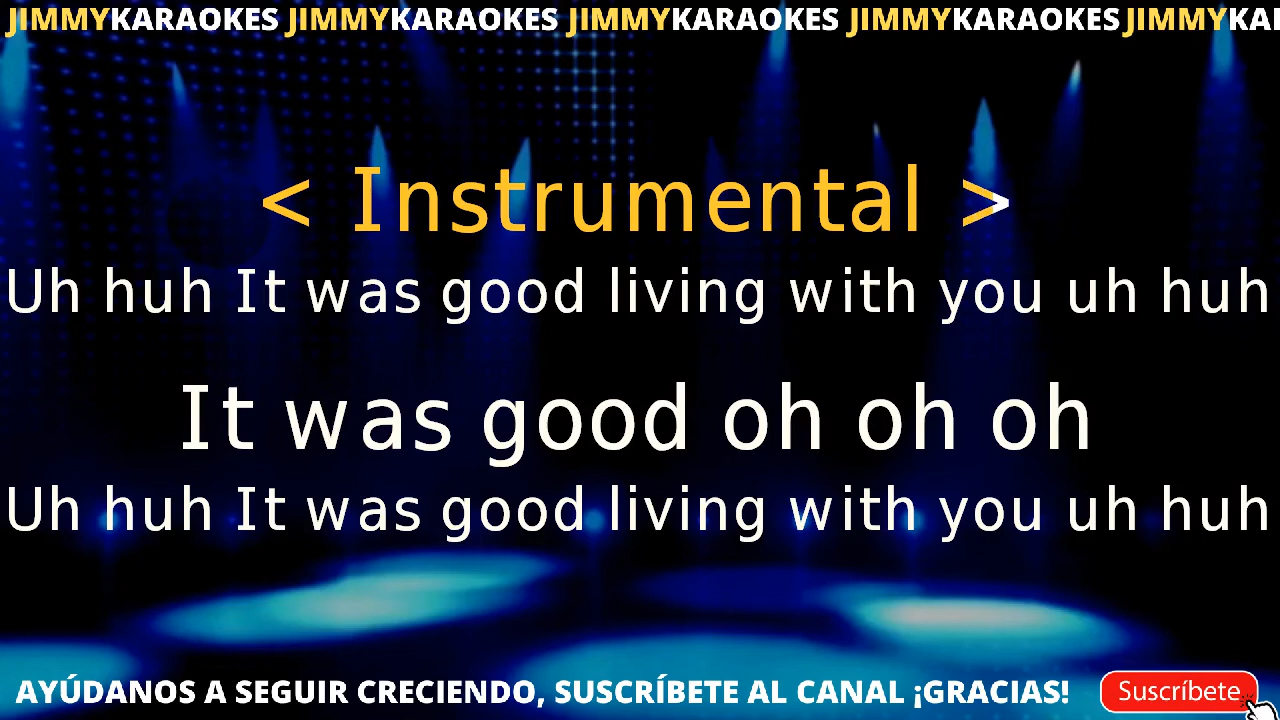 JIMMYKARAOKES JIMMYKARAOKES JIMMYKARAOKES JIMMYKARAOKES JIMMYKA
< Instrumental >
Uh huh It was good living with you uh huh
It was good oh oh oh
Uh huh It was good living with you uh huh
AYÚDANOS A SEGUIR CRECIENDO, SUSCRÍBETE AL CANAL ¡GRACIAS! Suscríbete